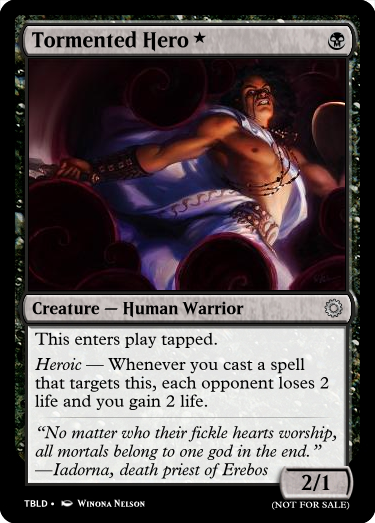 Tormented Hero ★
Creature — Human Warrior
This enters play tapped.
Heroic — Whenever you cast a spell
that targets this, each opponent loses 2
life and you gain 2 life.
“No matter who their fickle hearts worship,
all mortals belong to one god in the end.”
—Iadorna, death priest of Erebos
2/1
TBLD • Winona Nelson
(NOT FOR SALE)